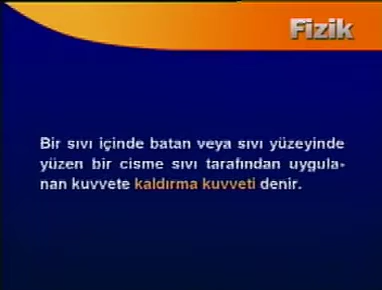 Fizik
Bir sıvı içinde batan veya sıvı yüzeyinde
yüzen bir cisme sıvı tarafından uygula-
nan kuvvete kaldırma kuvveti denir.